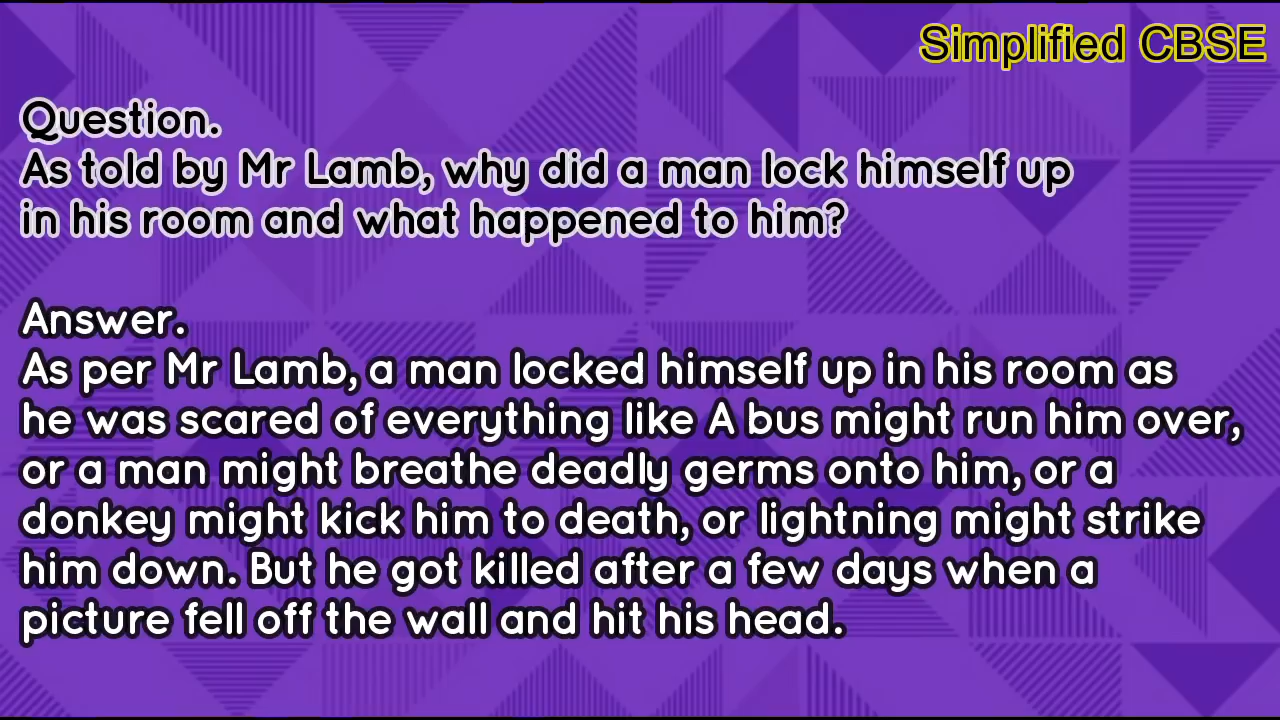 Simplified CBSE
Question.
As told by Mr Lamb, why did a man lock himself up
in his room and what happened to him?
Answer.
As per Mr Lamb, a man locked himself up in his room as
he was scared of everything like A bus might run him over,
or a man might breathe deadly germs onto him, or a
donkey might kick him to death, or lightning might strike
him down. But he got killed after a few days when a
picture fell off the wall and hit his head.